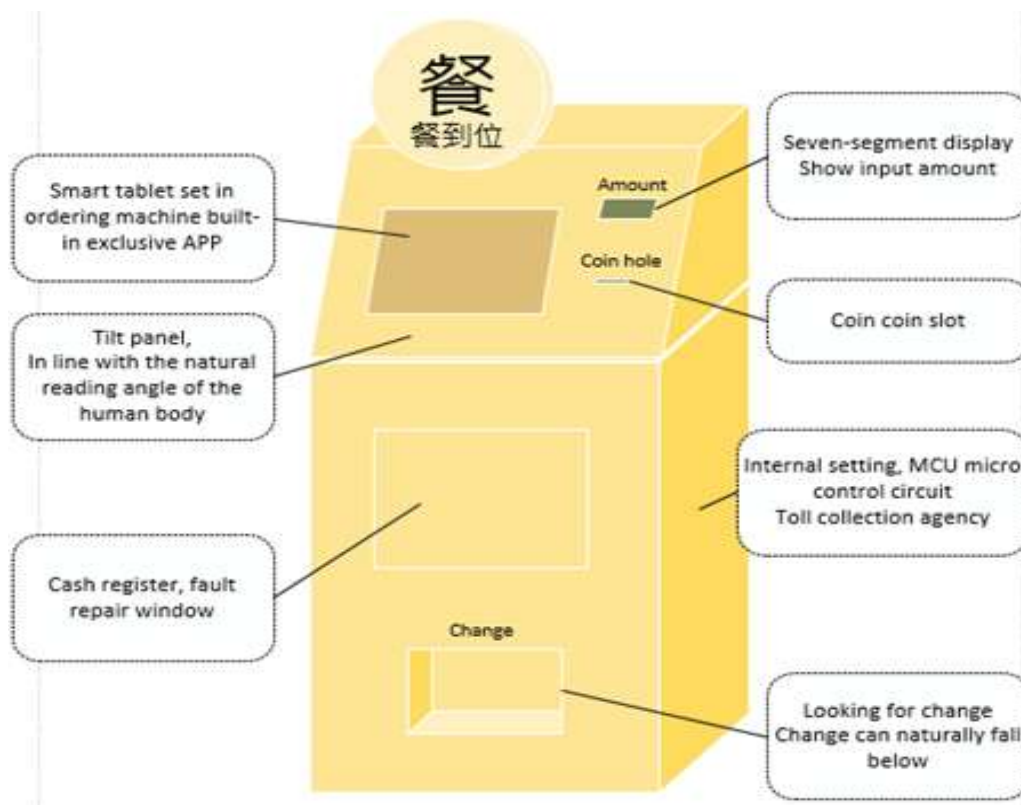 餐
餐到位
Smart tablet set in
ordering machine built-
in exclusive APP
Tilt panel,
In line with the natural
reading angle of the
human body
Cash register, fault
repair window
Amount
Coin hole
Change
Seven-segment display
Show input amount
Coin coin slot
Internal setting, MCU micro
control circuit
Toll collection agency
Looking for change
Change can naturally fall
below